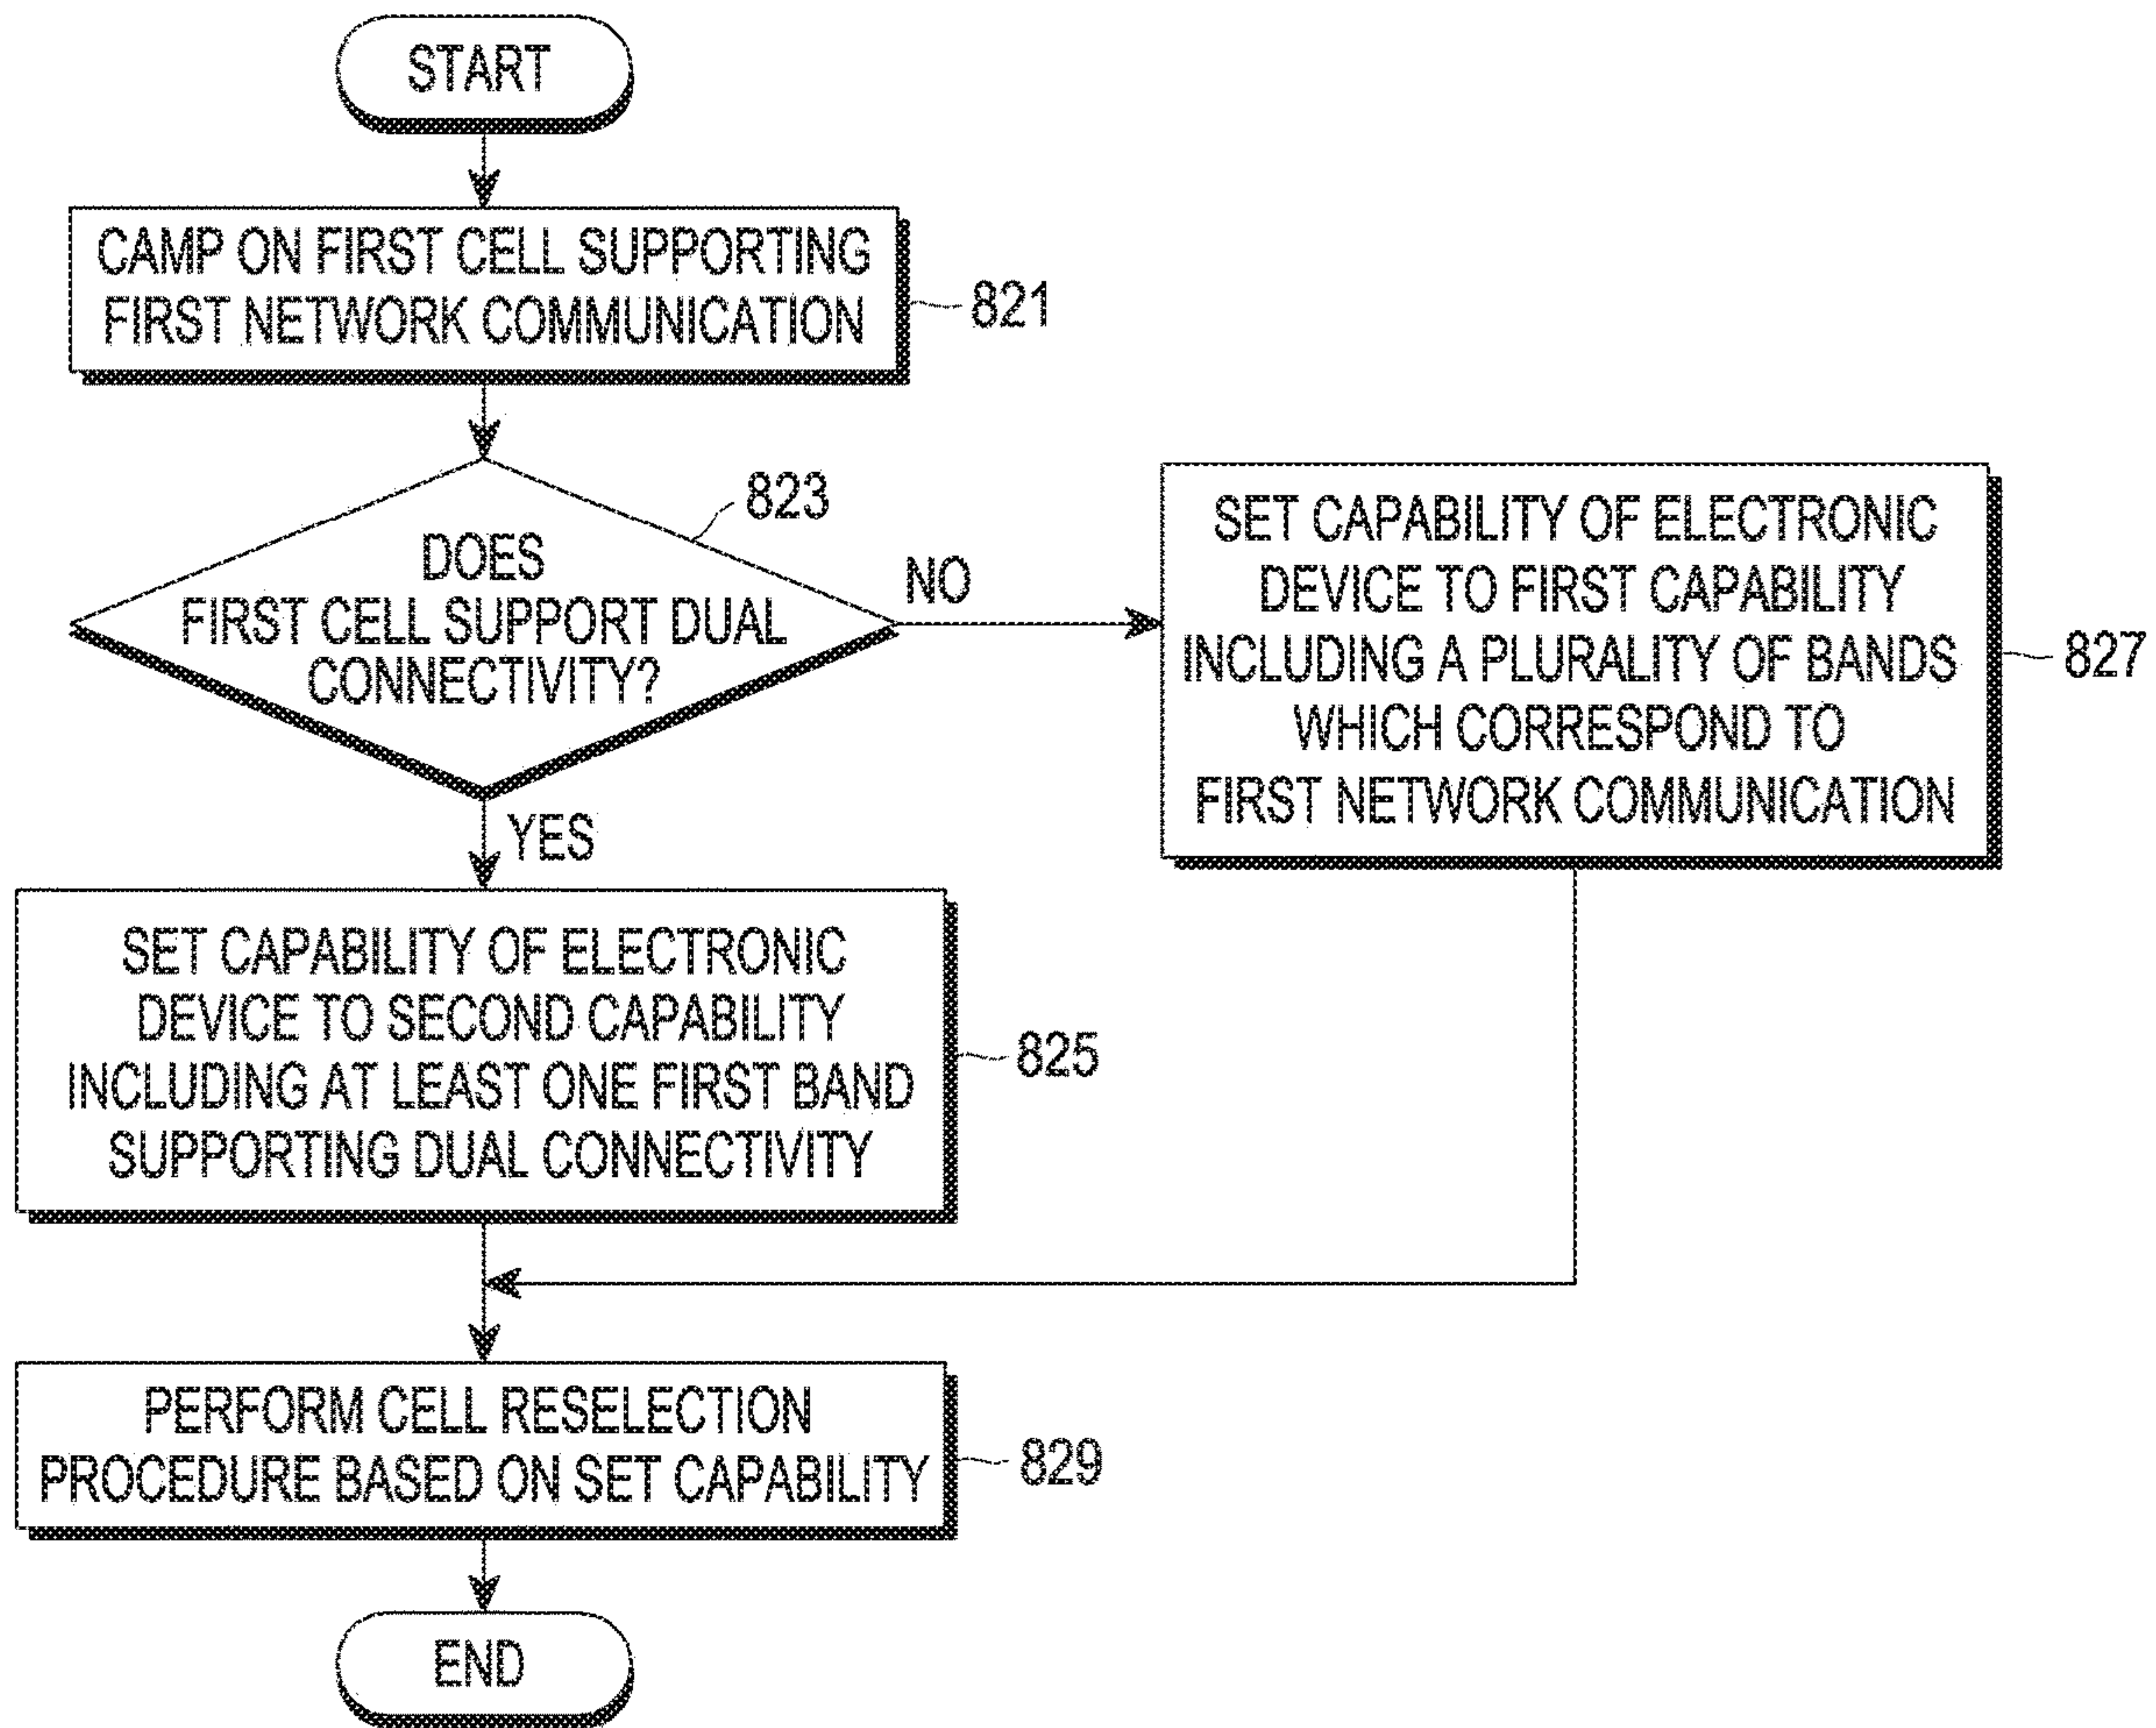 START
CAMP ON FIRST CELL SUPPORTING
FIRST NETWORK COMMUNICATION
821
823
DOES
FIRST CELL SUPPORT DUAL
CONNECTIVITY?
NO
YES
SET CAPABILITY OF ELECTRONIC
DEVICE TO FIRST CAPABILITY
INCLUDING A PLURALITY OF BANDS
WHICH CORRESPOND TO
FIRST NETWORK COMMUNICATION
827
SET CAPABILITY OF ELECTRONIC
DEVICE TO SECOND CAPABILITY
INCLUDING AT LEAST ONE FIRST BAND
SUPPORTING DUAL CONNECTIVITY
825
PERFORM CELL RESELECTION
PROCEDURE BASED ON SET CAPABILITY
829
END